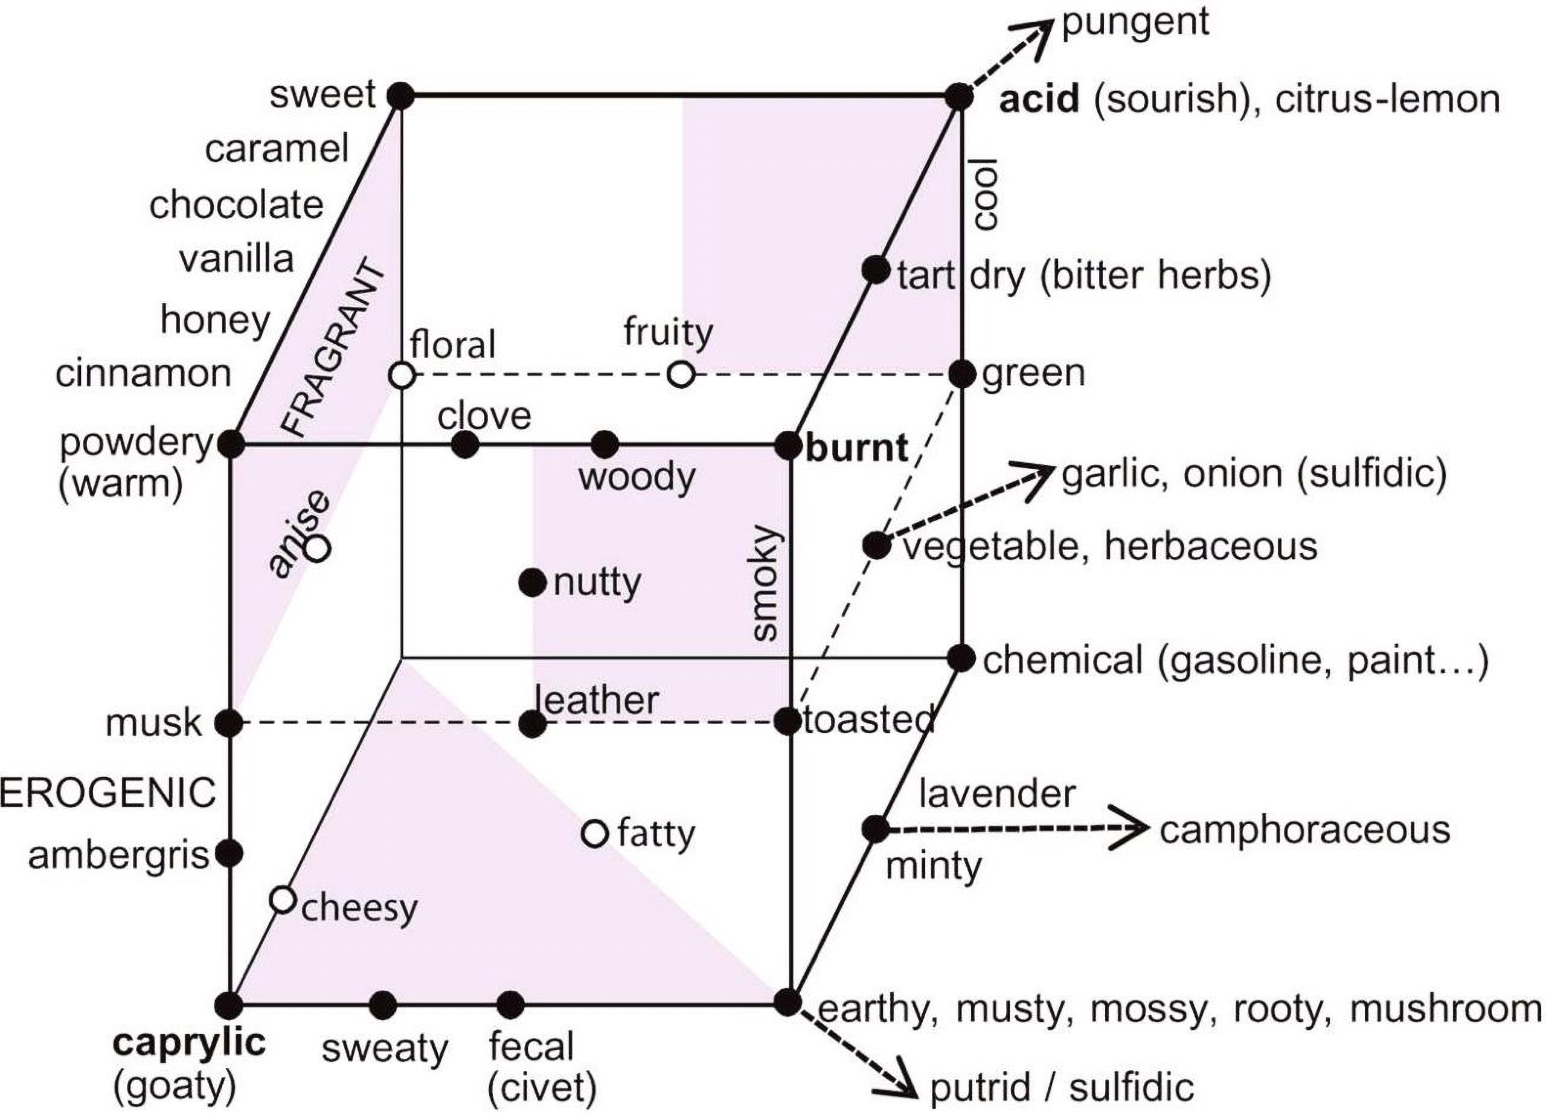 pungent
sweet
acid (sourish), citrus-lemon
caramel
cool
chocolate
vanilla
tart dry (bitter herbs)
honey
FRAGRANT
floral
fruity
cinnamon
green
clove
powdery
(warm)
burnt
woody
garlic, onion (sulfidic)
anise
smoky
vegetable, herbaceous
nutty
chemical (gasoline, paint...)
leather
musk
toasted
EROGENIC
lavender
fatty
camphoraceous
ambergris
minty
cheesy
earthy, musty, mossy, rooty, mushroom
caprylic
(goaty)
sweaty
fecal
(civet)
putrid / sulfidic